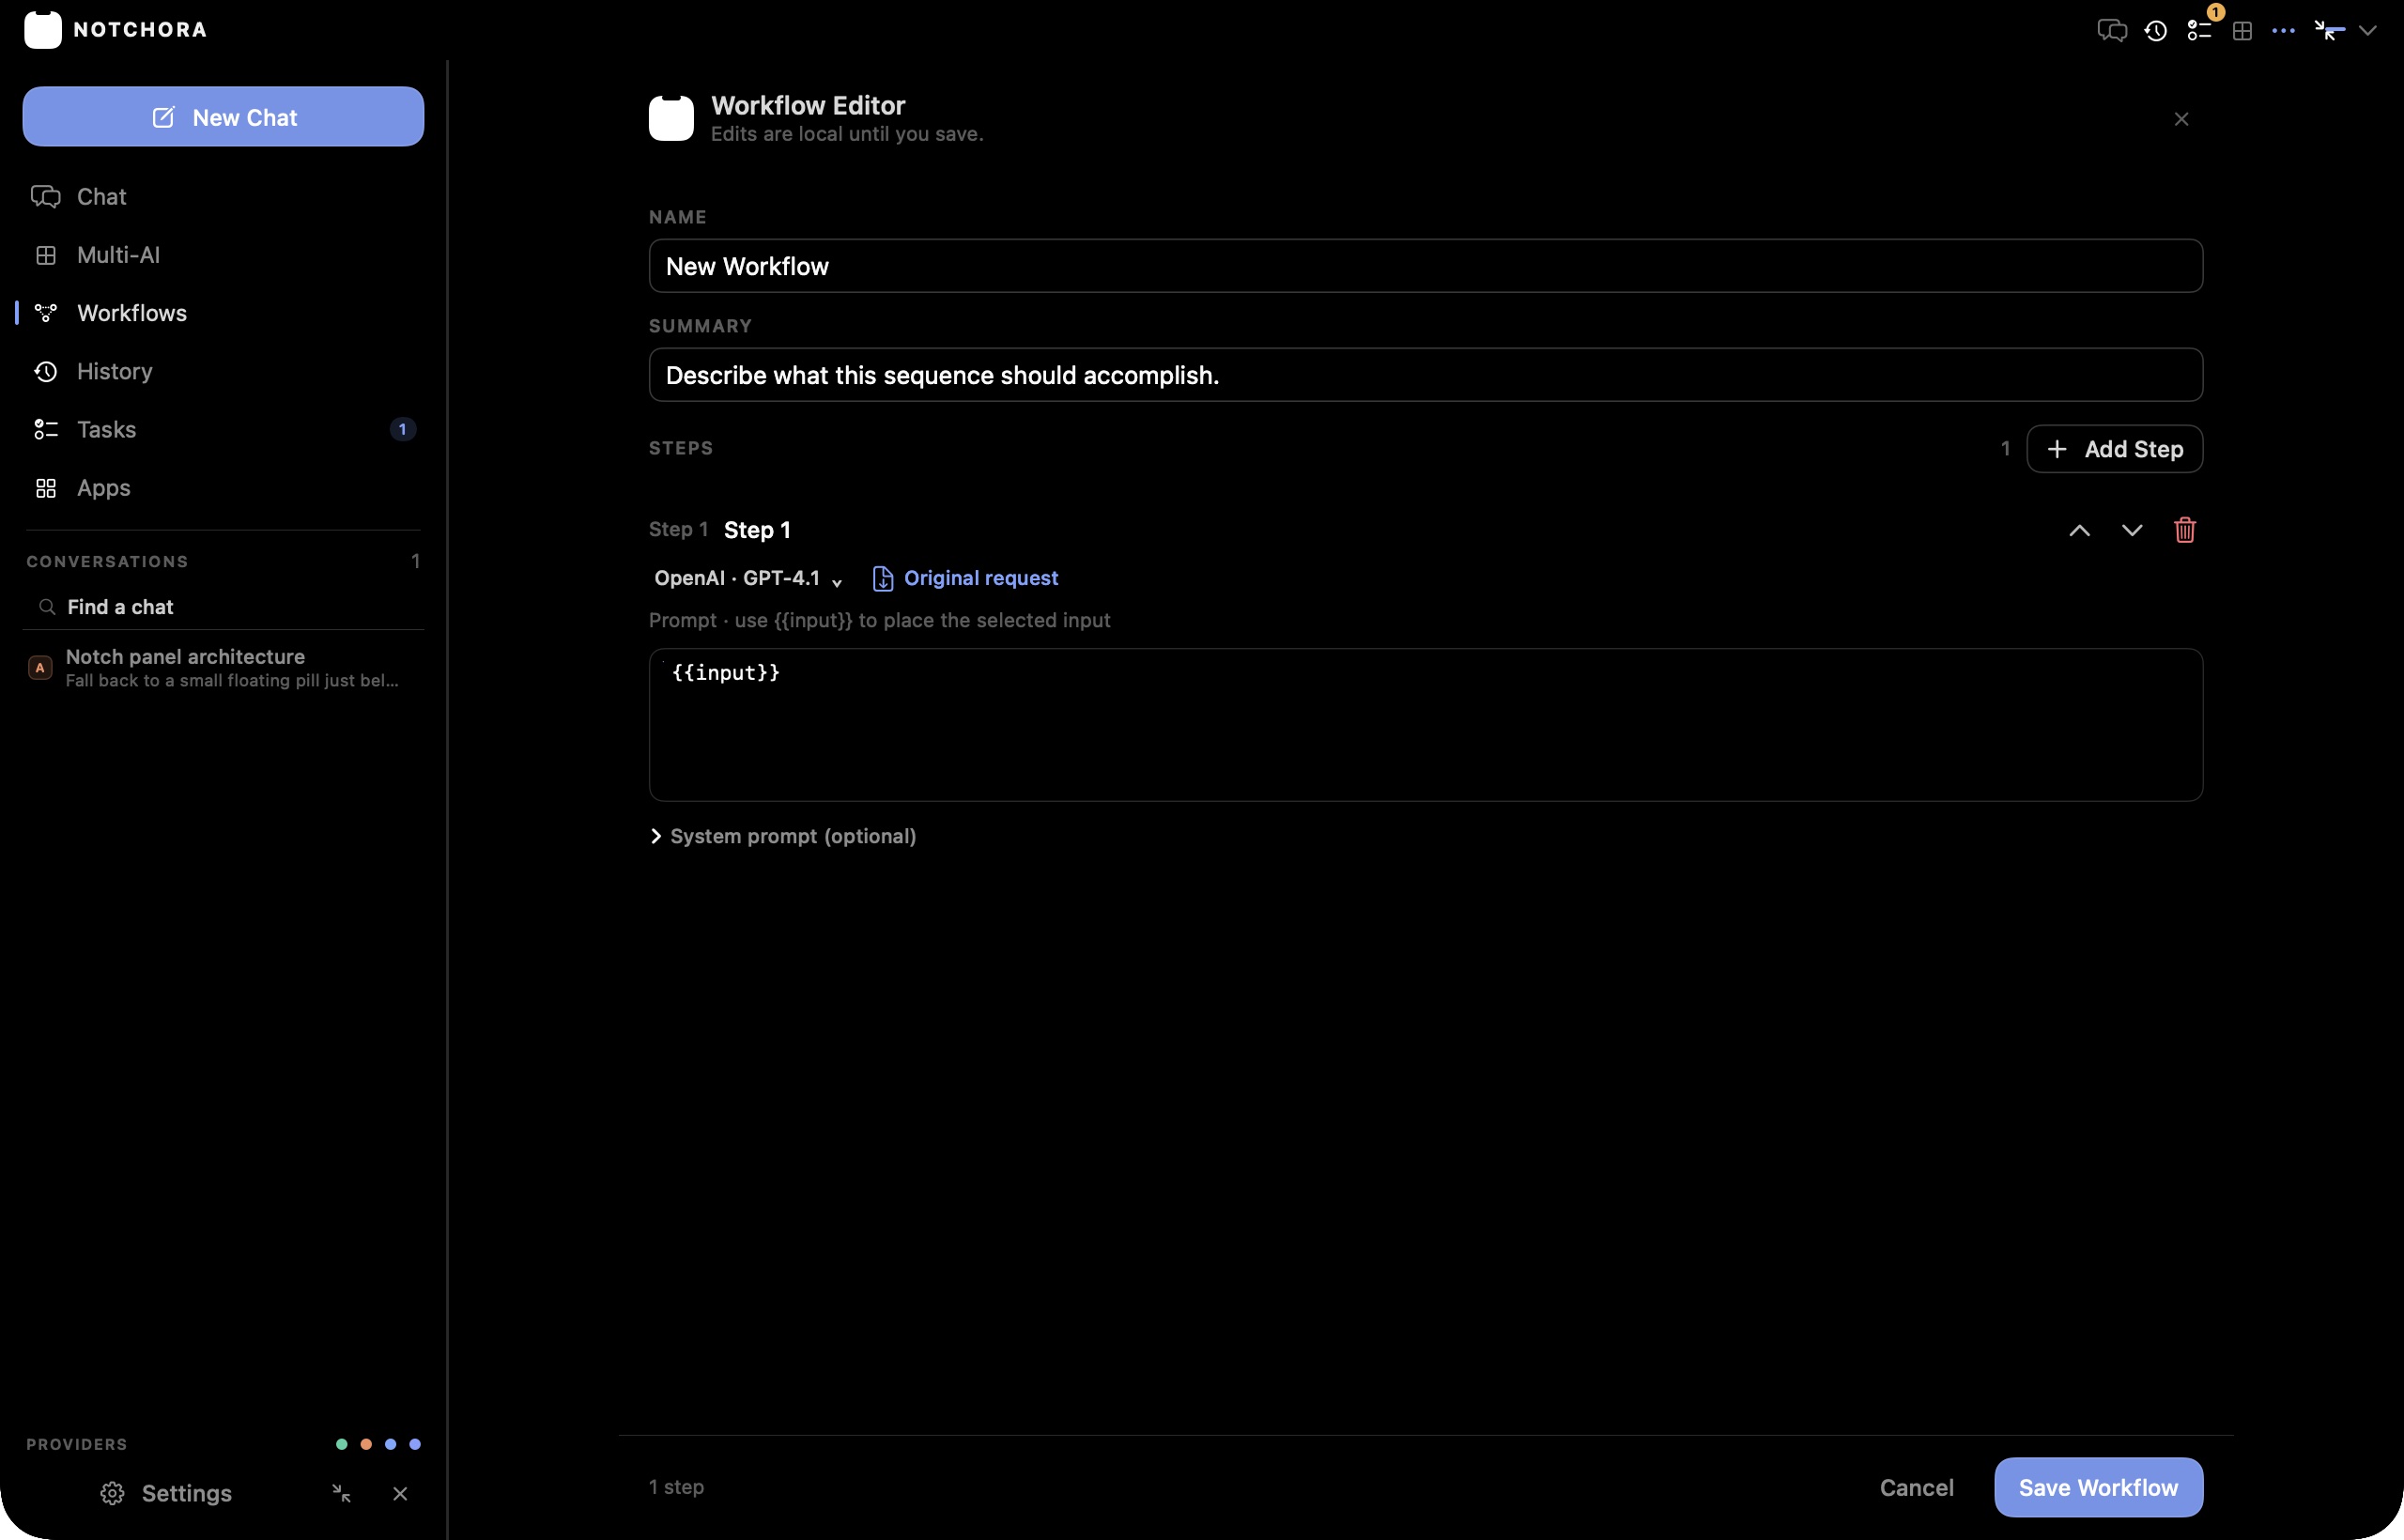 NOTCHORA
1
New Chat
Chat
Multi-AI
Workflows
History
Tasks 1
Apps
CONVERSATIONS 1
Find a chat
A
Notch panel architecture
Fall back to a small floating pill just bel...
PROVIDERS
Settings
Workflow Editor
Edits are local until you save.
NAME
New Workflow
SUMMARY
Describe what this sequence should accomplish.
STEPS 1 Add Step
Step 1 Step 1
OpenAI · GPT-4.1 Original request
Prompt · use {{input}} to place the selected input
{{input}}
System prompt (optional)
1 step Cancel Save Workflow